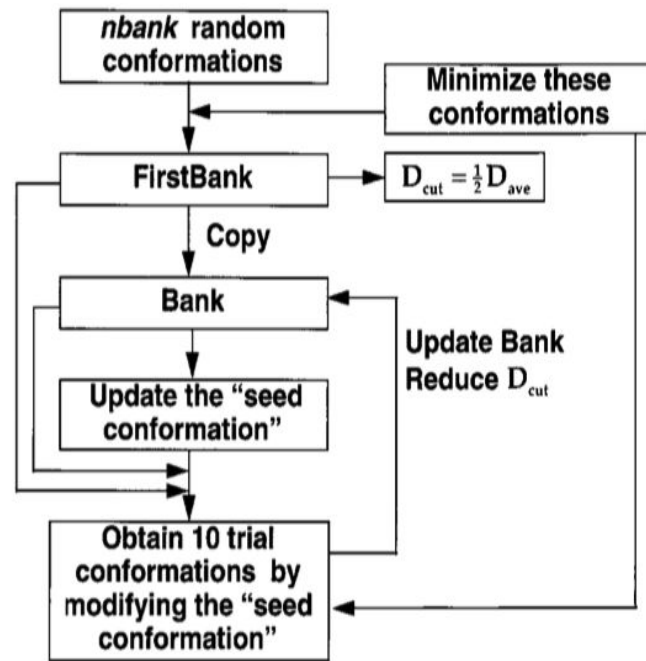 nbank random
conformations
Minimize these
conformations
FirstBank
D_cut = ½ D_ave
Copy
Bank
Update Bank
Reduce D_cut
Update the “seed
conformation”
Obtain 10 trial
conformations by
modifying the “seed
conformation”